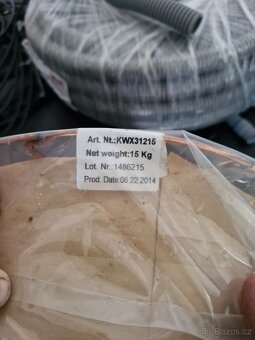 Art. Nr.:KWX31215
Net weight:15 Kg
Lot. Nr.:1486215
Prod. Date:06.22.2014
© Bazos.cz